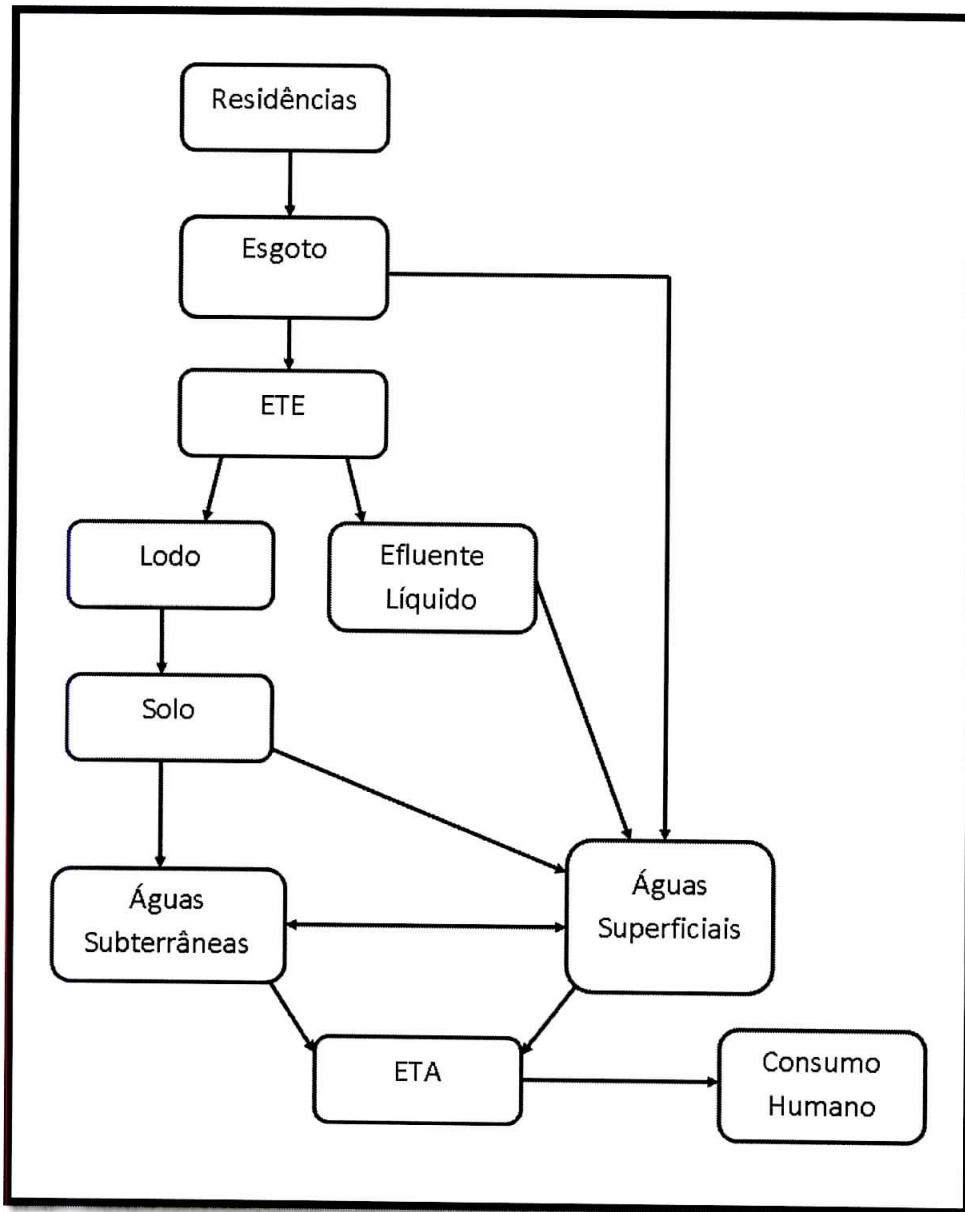 Residências
Esgoto
ETE
Lodo
Efluente
Líquido
Solo
Águas
Subterrâneas
Águas
Superficiais
ETA
Consumo
Humano